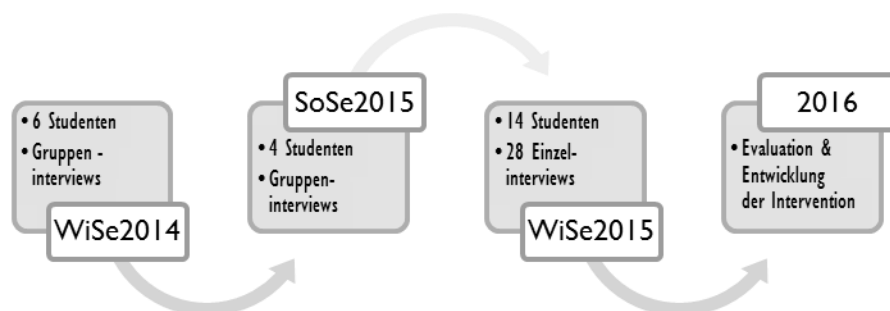 • 6 Studenten
• Gruppen -
interviews
WiSe2014
SoSe2015
• 4 Studenten
• Gruppen-
interviews
• 14 Studenten
• 28 Einzel-
interviews
WiSe2015
2016
• Evaluation &
Entwicklung
der Intervention